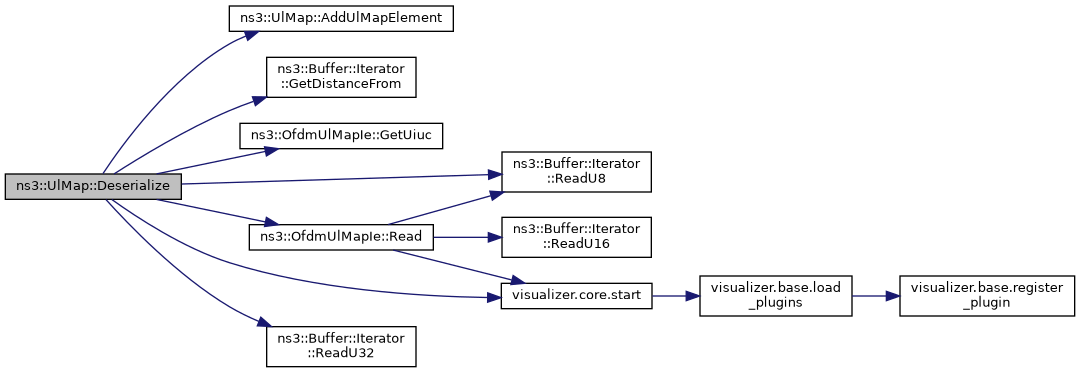 ns3::UlMap::AddUlMapElement
ns3::Buffer::Iterator
::GetDistanceFrom
ns3::OfdmUlMapIe::GetUiuc
ns3::Buffer::Iterator
::ReadU8
ns3::UlMap::Deserialize
ns3::OfdmUlMapIe::Read
ns3::Buffer::Iterator
::ReadU16
visualizer.core.start
visualizer.base.load
_plugins
visualizer.base.register
_plugin
ns3::Buffer::Iterator
::ReadU32